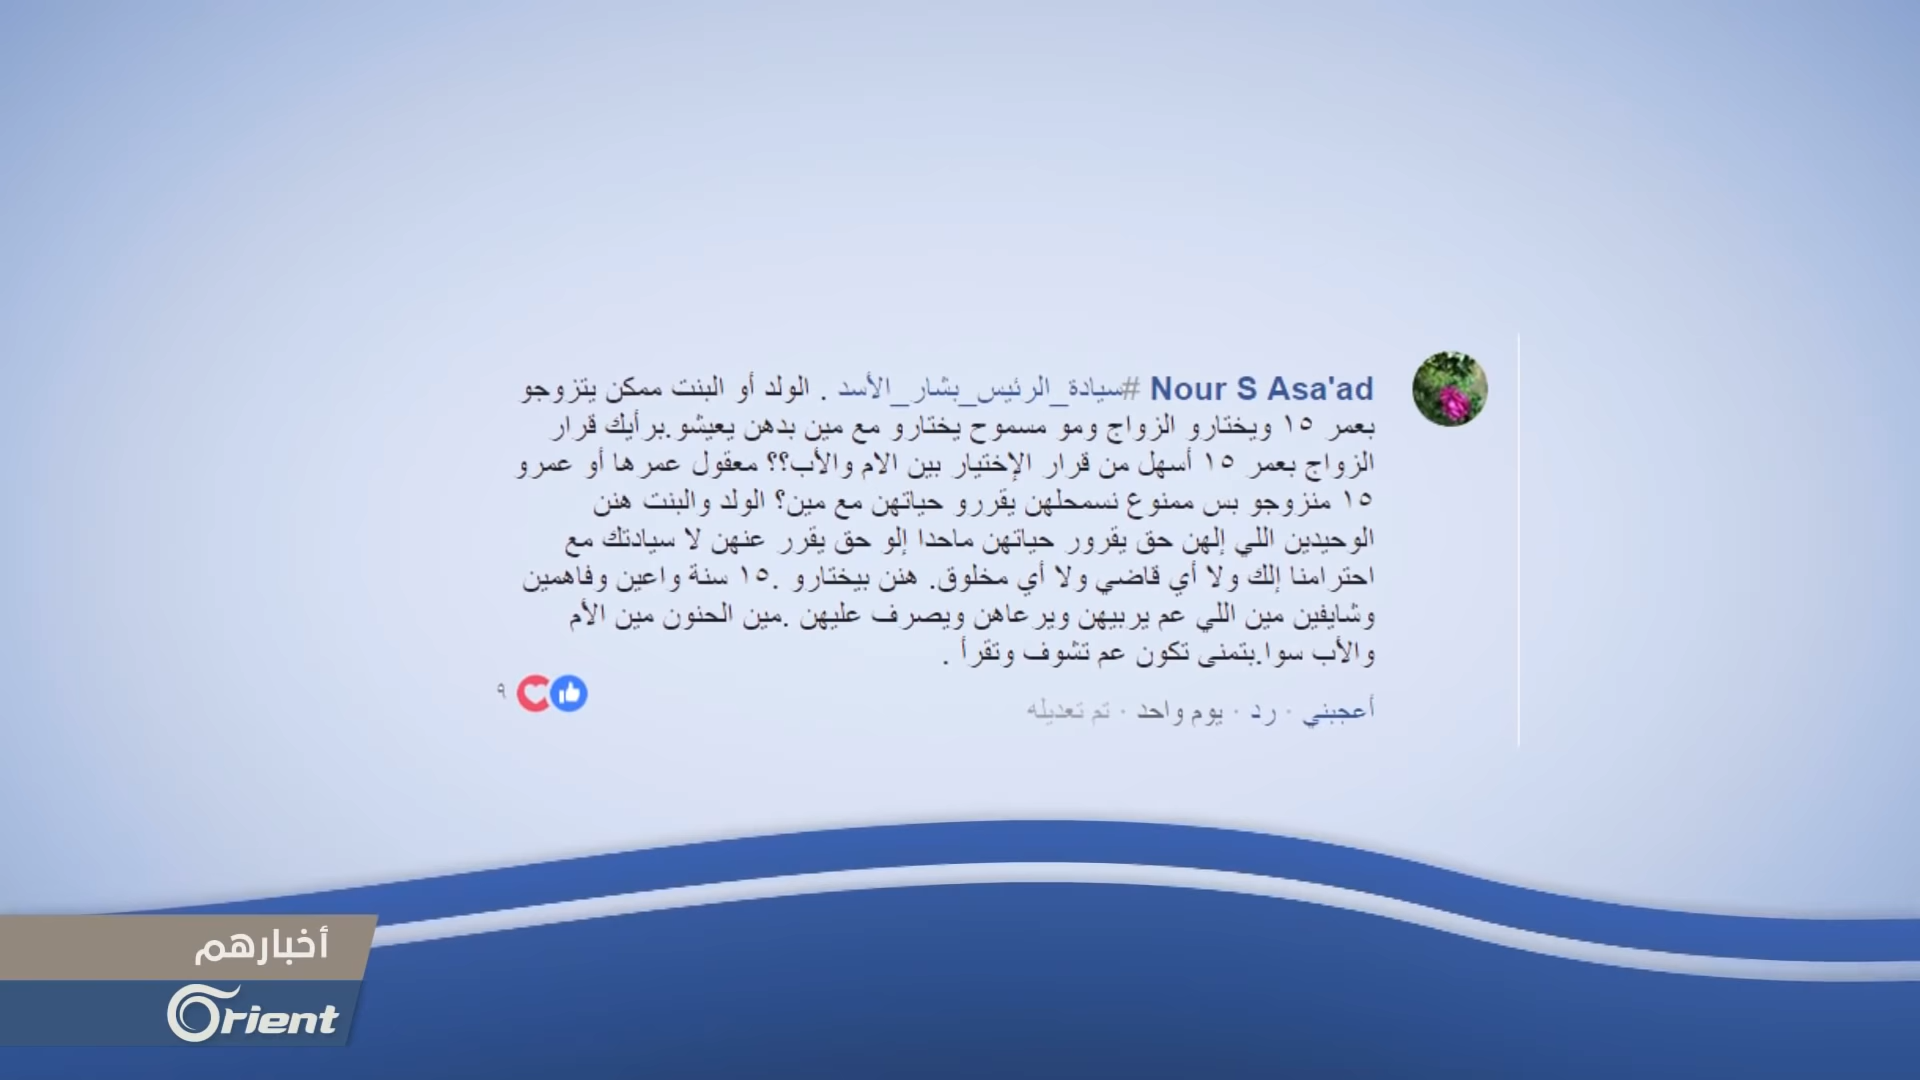 Nour S Asa'ad #سيادة_الرئيس_بشار_الأسد . الولد أو البنت ممكن يتزوجو
بعمر ١٥ ويختارو الزواج ومو مسموح يختارو مع مين بدهن يعيشو.برأيك قرار
الزواج بعمر ١٥ أسهل من قرار الإختيار بين الام والأب؟؟ معقول عمرها أو عمرو
١٥ منزوجو بس ممنوع نسمحلهن يقررو حياتهن مع مين؟ الولد والبنت هنن
الوحيدين اللي إلهن حق يقرور حياتهن ماحدا إلو حق يقرر عنهن لا سيادتك مع
احترامنا إلك ولا أي قاضي ولا أي مخلوق. هنن بيختارو .١٥ سنة واعين وفاهمين
وشايفين مين اللي عم يربيهن ويرعاهن ويصرف عليهن .مين الحنون مين الأم
والأب سوا.بتمنى تكون عم تشوف وتقرأ .
٩
أعجبني · رد · يوم واحد · تم تعديله
أخبارهم
Orient